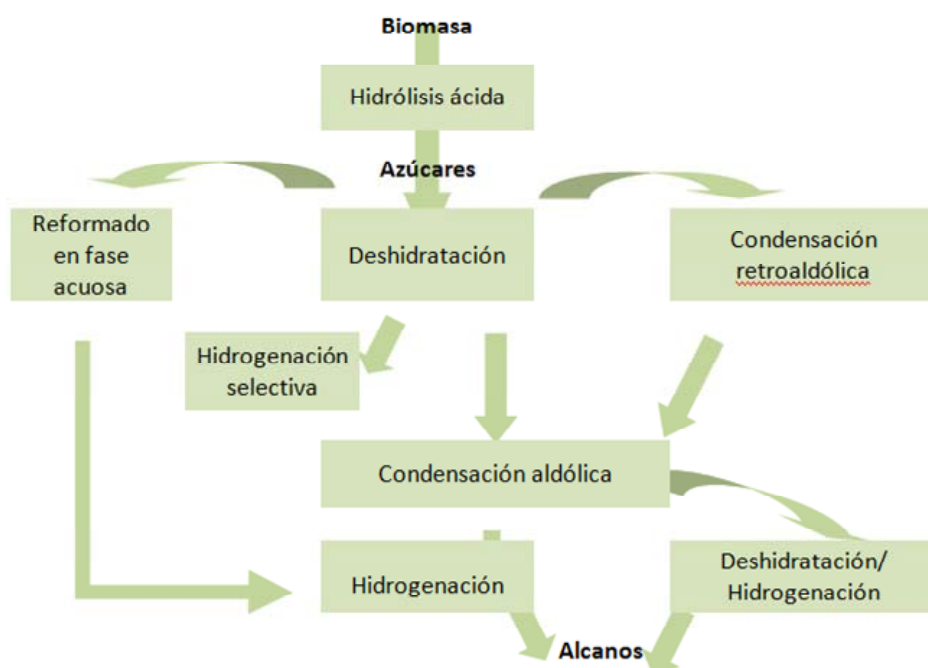 Biomasa
Hidrólisis ácida
Azúcares
Reformado
en fase
acuosa
Deshidratación
Condensación
retroaldólica
Hidrogenación
selectiva
Condensación aldólica
Hidrogenación
Deshidratación/
Hidrogenación
Alcanos